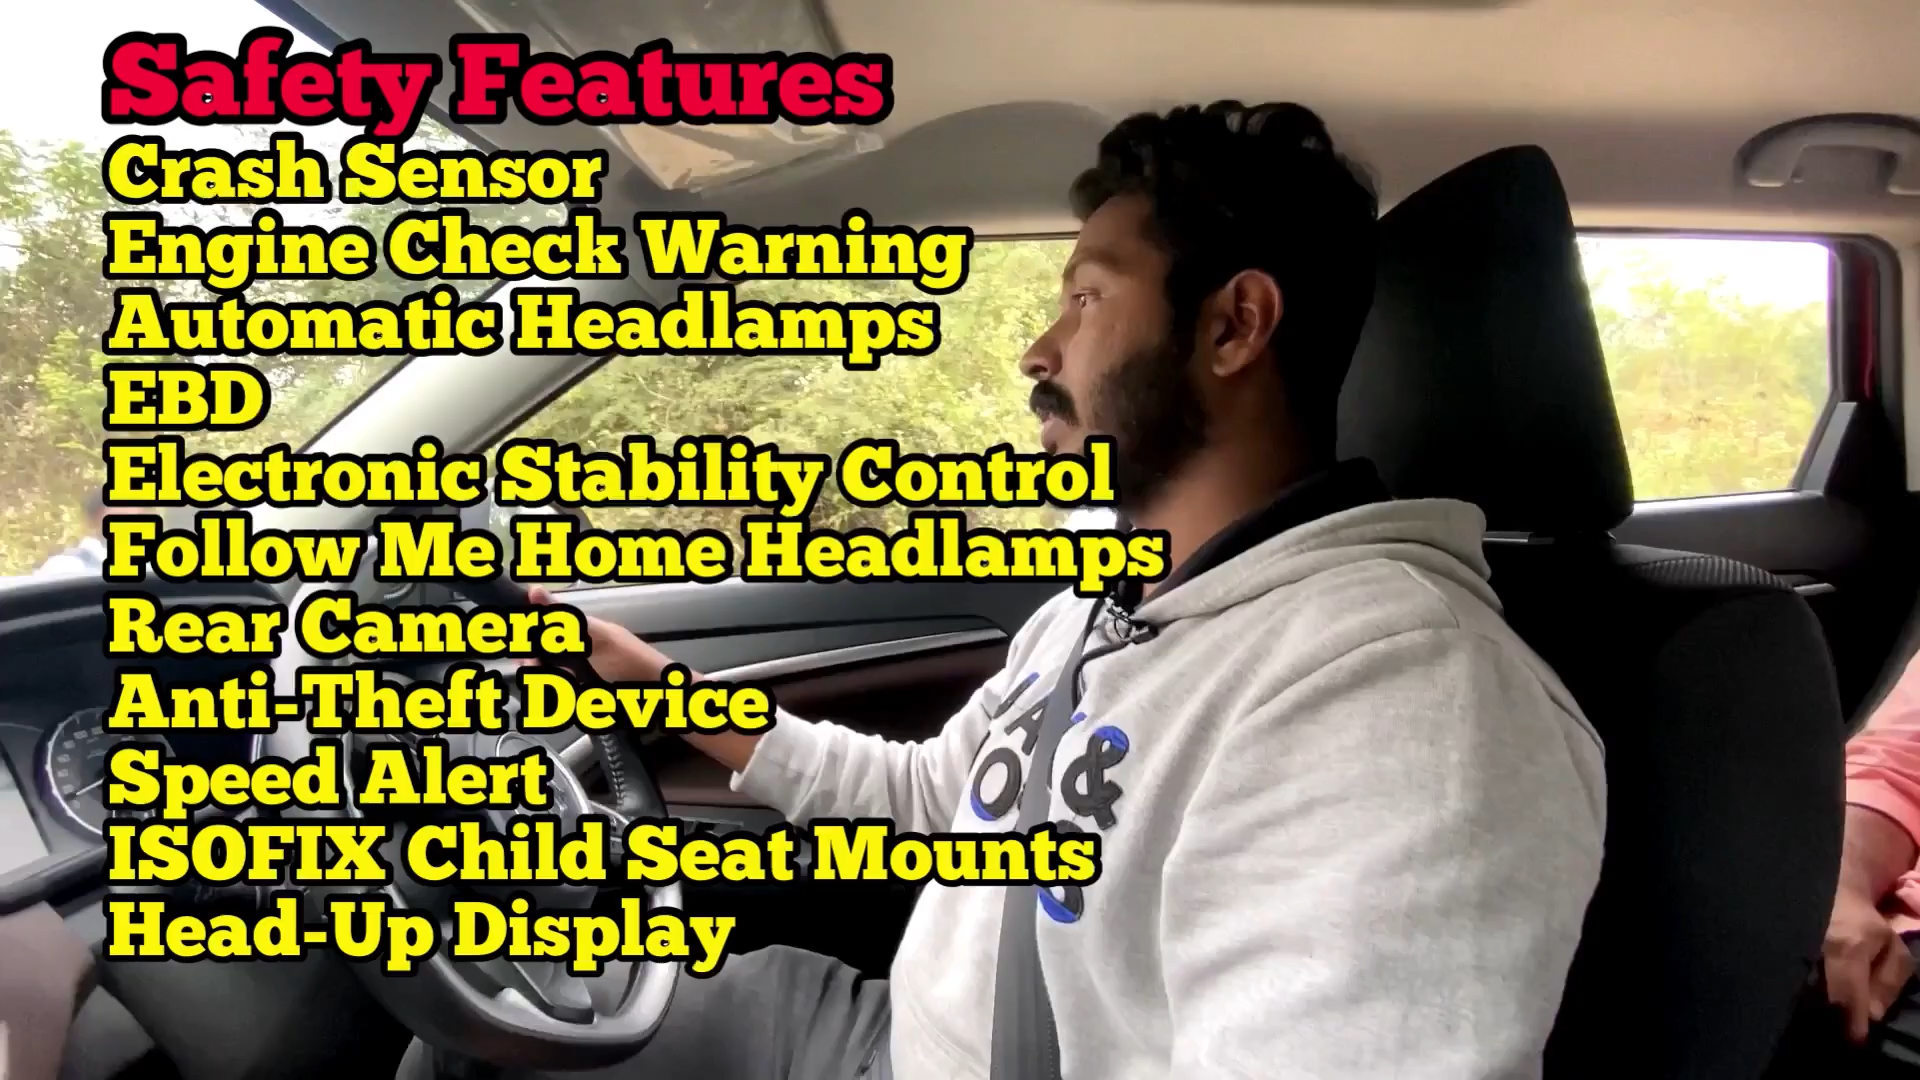 Safety Features
Crash Sensor
Engine Check Warning
Automatic Headlamps
EBD
Electronic Stability Control
Follow Me Home Headlamps
Rear Camera
Anti-Theft Device
Speed Alert
ISOFIX Child Seat Mounts
Head-Up Display
&